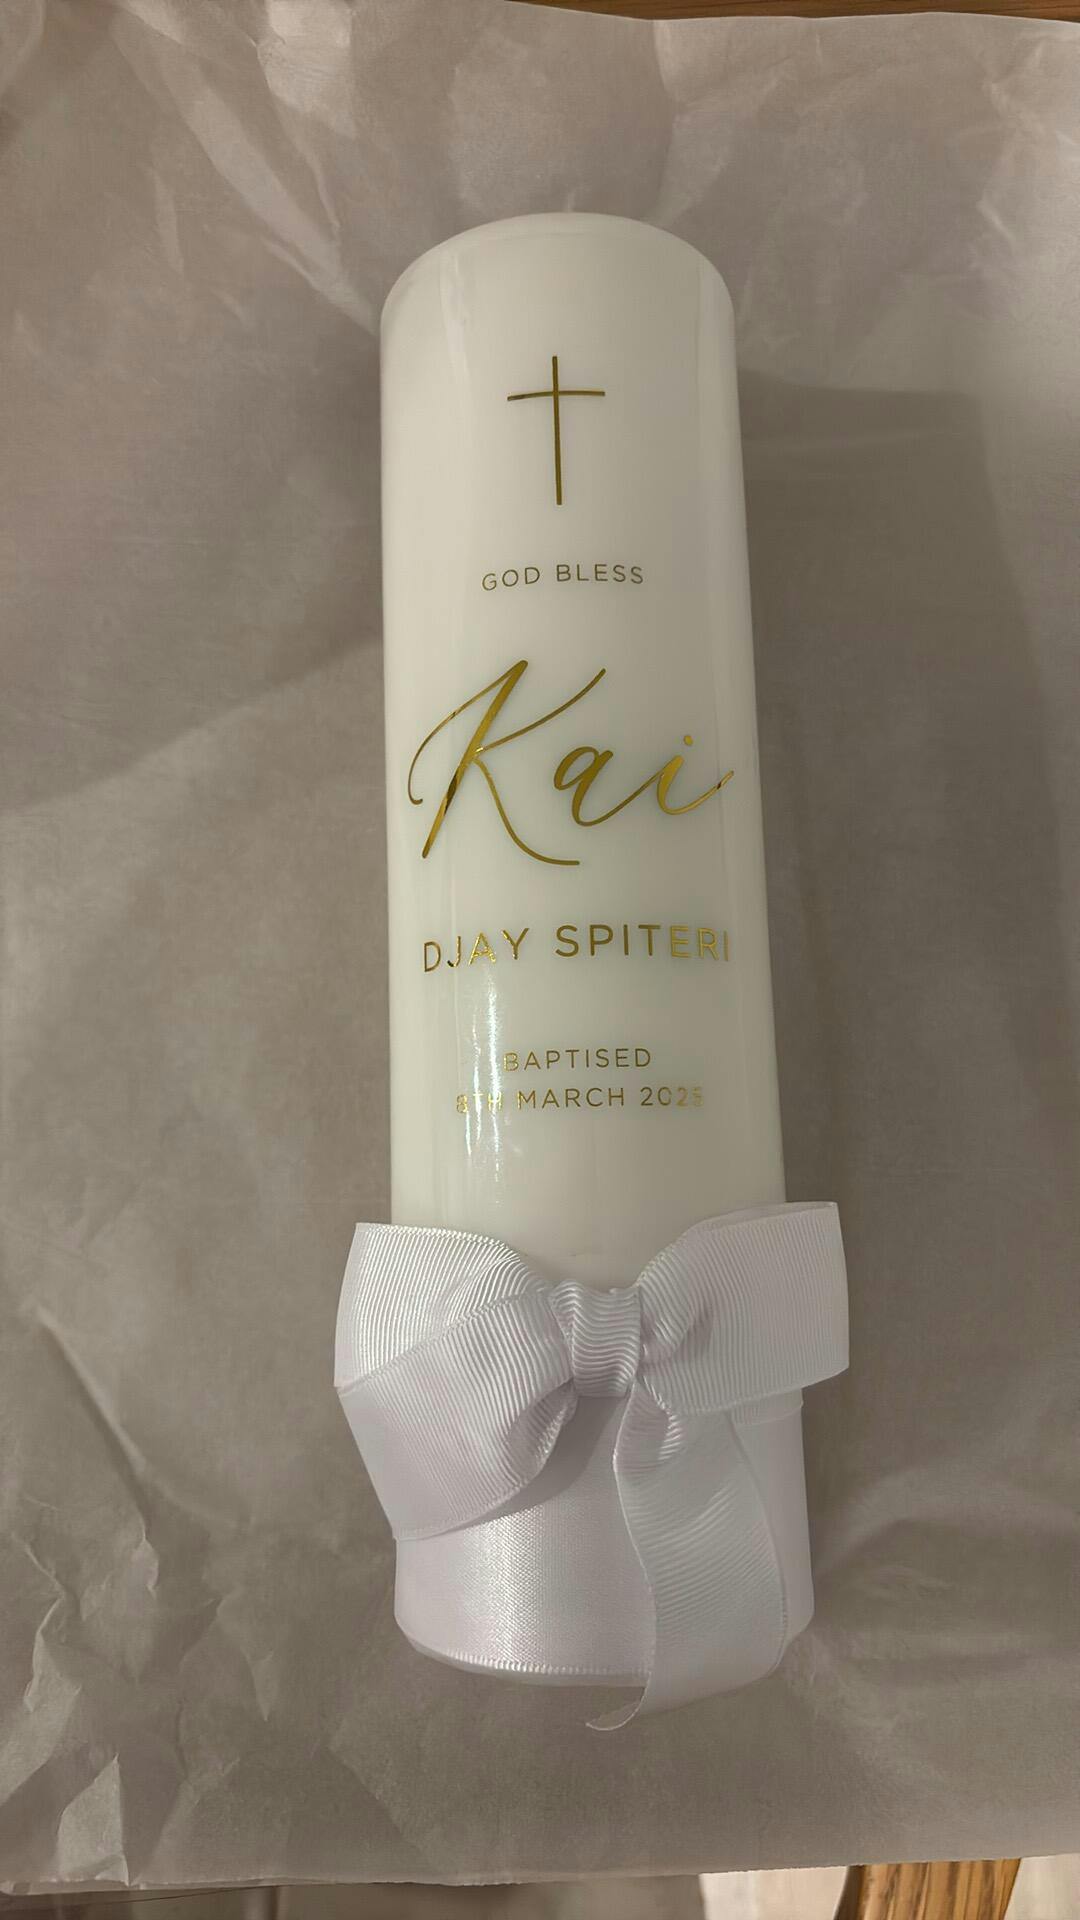 GOD BLESS
Kai
DJAY SPITERI
BAPTISED
8TH MARCH 2025